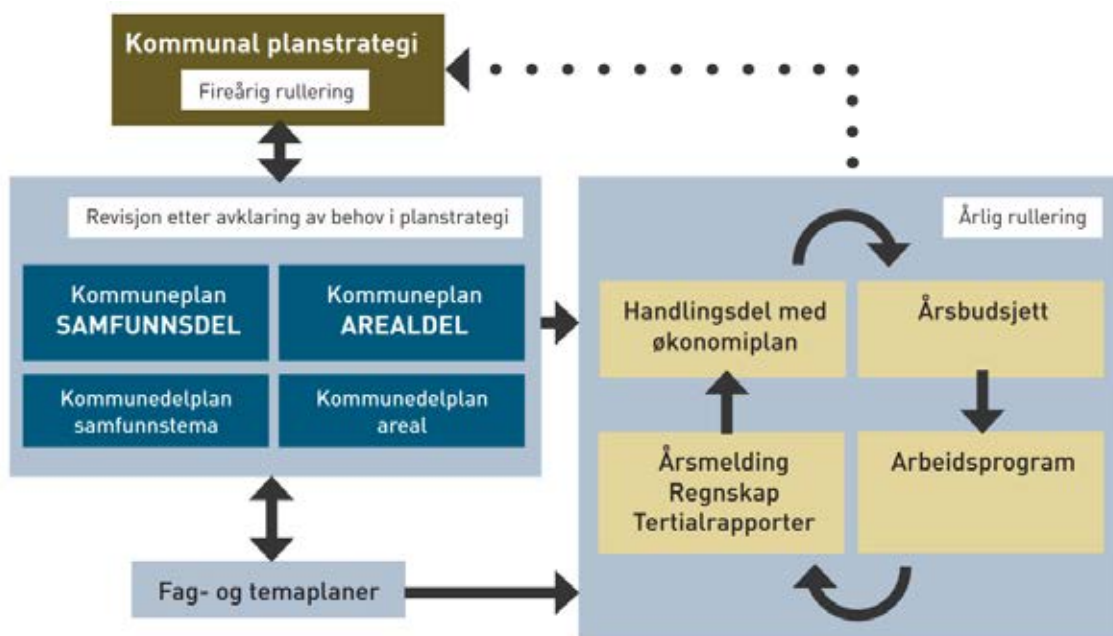 Kommunal planstrategi
Fireårig rullering
Revisjon etter avklaring av behov i planstrategi
Kommuneplan
SAMFUNNSDEL
Kommuneplan
AREALDEL
Kommunedelplan
samfunnstema
Kommunedelplan
areal
Fag- og temaplaner
Årlig rullering
Handlingsdel med
økonomiplan
Årsbudsjett
Årsmelding
Regnskap
Tertialrapporter
Arbeidsprogram